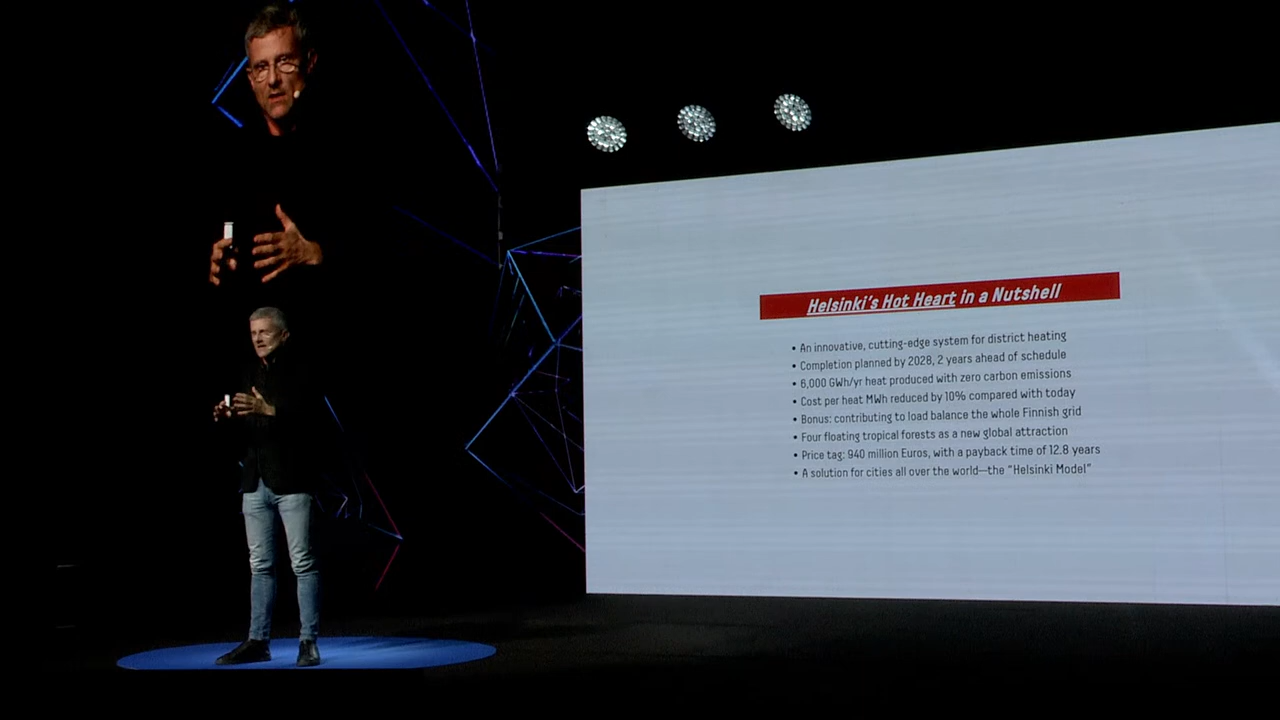 Helsinki's Hot Heart in a Nutshell
• An innovative, cutting-edge system for district heating
• Completion planned by 2028, 2 years ahead of schedule
• 6,000 GWh/yr heat produced with zero carbon emissions
• Cost per heat MWh reduced by 10% compared with today
• Bonus: contributing to load balance the whole Finnish grid
• Four floating tropical forests as a new global attraction
• Price tag: 940 million Euros, with a payback time of 12.8 years
• A solution for cities all over the world—the “Helsinki Model”